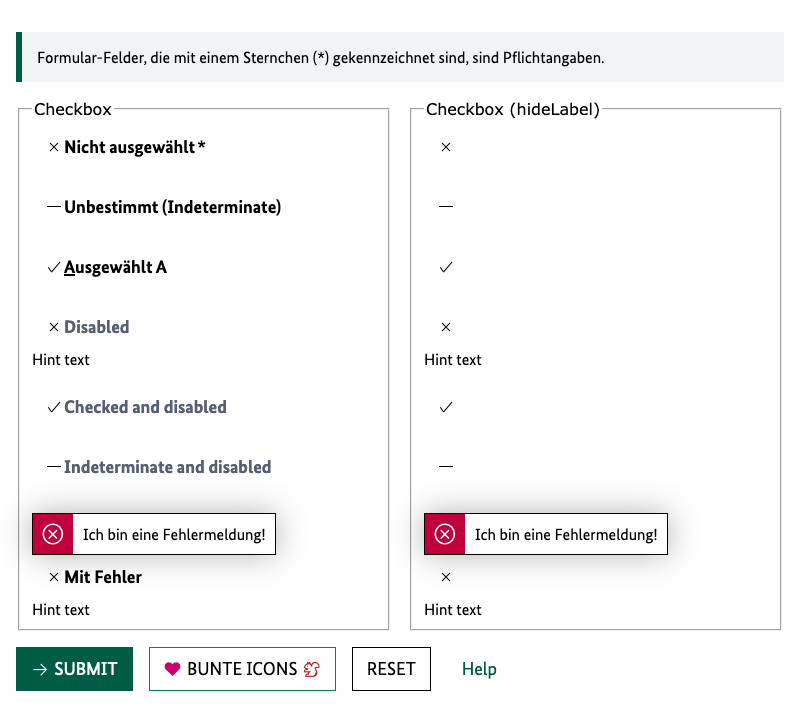 Formular-Felder, die mit einem Sternchen (*) gekennzeichnet sind, sind Pflichtangaben.
Checkbox
Nicht ausgewählt *
Unbestimmt (Indeterminate)
Ausgewählt A
Disabled
Hint text
Checked and disabled
Indeterminate and disabled
Ich bin eine Fehlermeldung!
Mit Fehler
Hint text
Checkbox (hideLabel)
Hint text
Ich bin eine Fehlermeldung!
Hint text
SUBMIT
BUNTE ICONS
RESET
Help